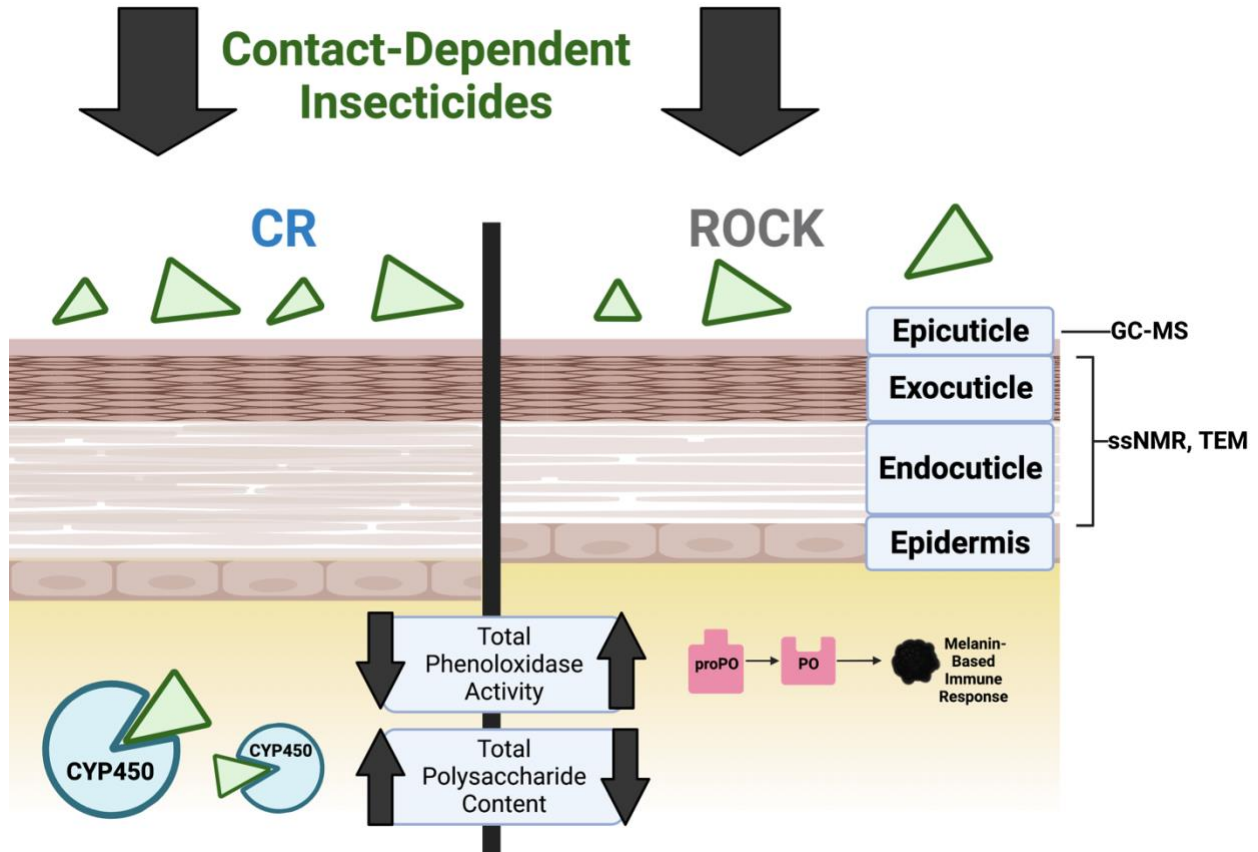 Contact-Dependent
Insecticides
CR
ROCK
Epicuticle
GC-MS
Exocuticle
Endocuticle
ssNMR, TEM
Epidermis
Total
Phenoloxidase
Activity
proPO
PO
Melanin-
Based
Immune
Response
CYP450
CYP450
Total
Polysaccharide
Content